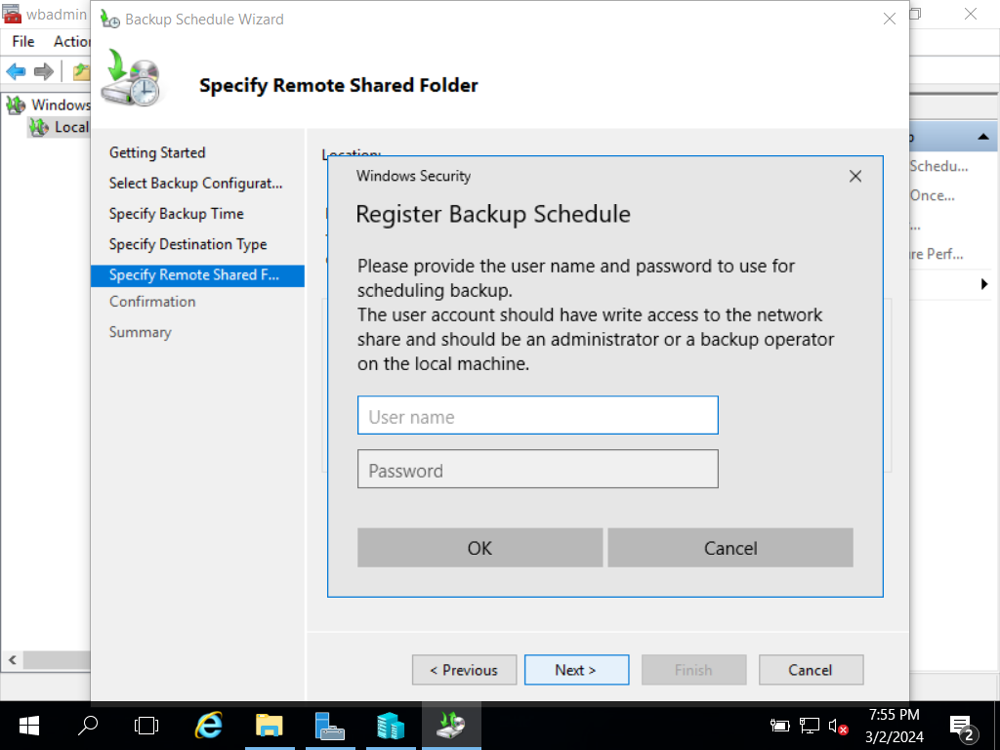 wbadmin
Backup Schedule Wizard
File
Action
Specify Remote Shared Folder
Windows
Local
Getting Started
Select Backup Configurat...
Specify Backup Time
Specify Destination Type
Specify Remote Shared F...
Confirmation
Summary
Location:
Windows Security
Register Backup Schedule
Please provide the user name and password to use for
scheduling backup.
The user account should have write access to the network
share and should be an administrator or a backup operator
on the local machine.
User name
Password
OK
Cancel
Schedu...
Once...
...
re Perf...
< Previous
Next >
Finish
Cancel
7:55 PM
3/2/2024
2